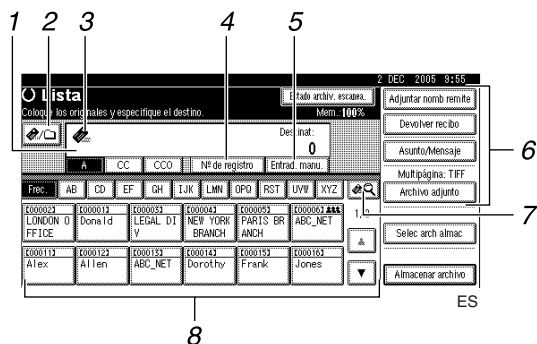 1 2 3 4 5
2 DEC 2005 9:55
Lista
Estado archiv. escanea.
Adjuntar nomb remite
Coloque los originales y especifique el destino.
Mem.:100%
Devolver recibo
Destinat:
0
Asunto/Mensaje
6
Multipágina: TIFF
A CC CCO Nº de registro Entrad. manu.
Archivo adjunto
Frec. AB CD EF GH IJK LMN OPQ RST UVW XYZ
7
[00002] [00001] [00003] [00004] [00005] [00006]
LONDON O Donald LEGAL DI NEW YORK PARIS BR ABC_NET
FFICE V BRANCH ANCH
1/2
Selec arch almac
[00011] [00012] [00013] [00014] [00015] [00016]
Alex Allen ABC_NET Dorothy Frank Jones
Almacenar archivo
ES
8